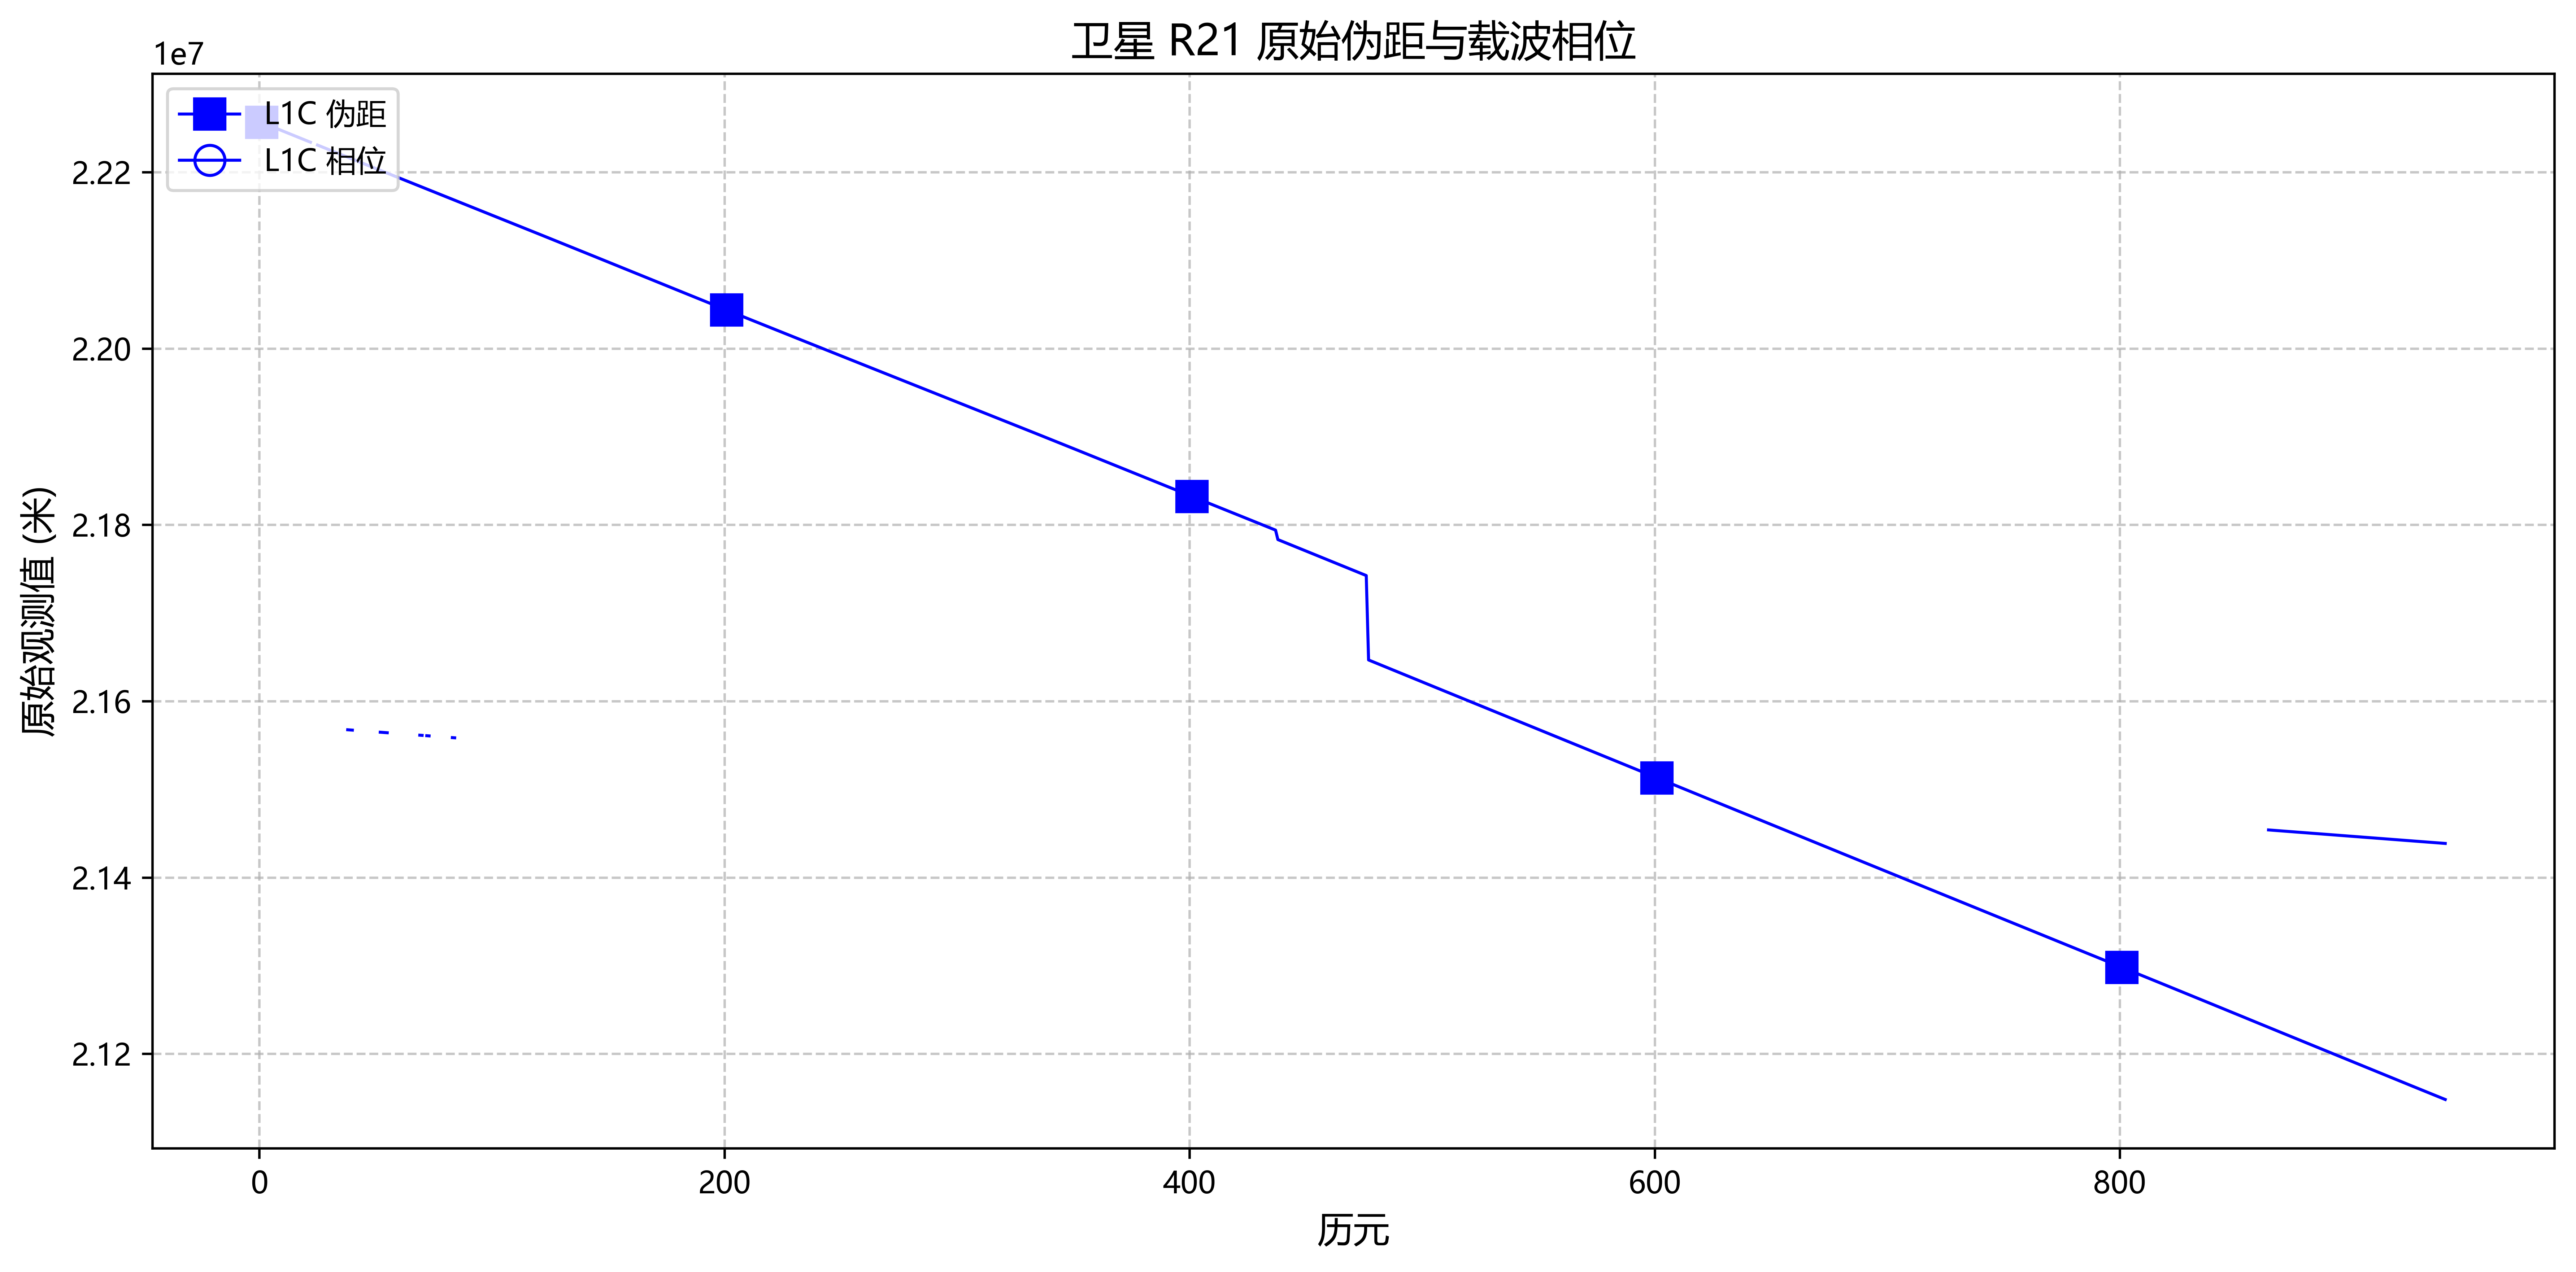 卫星 R21 原始伪距与载波相位
1e7
L1C 伪距
L1C 相位
2.22
2.20
2.18
2.16
2.14
2.12
原始观测值 (米)
0 200 400 600 800
历元